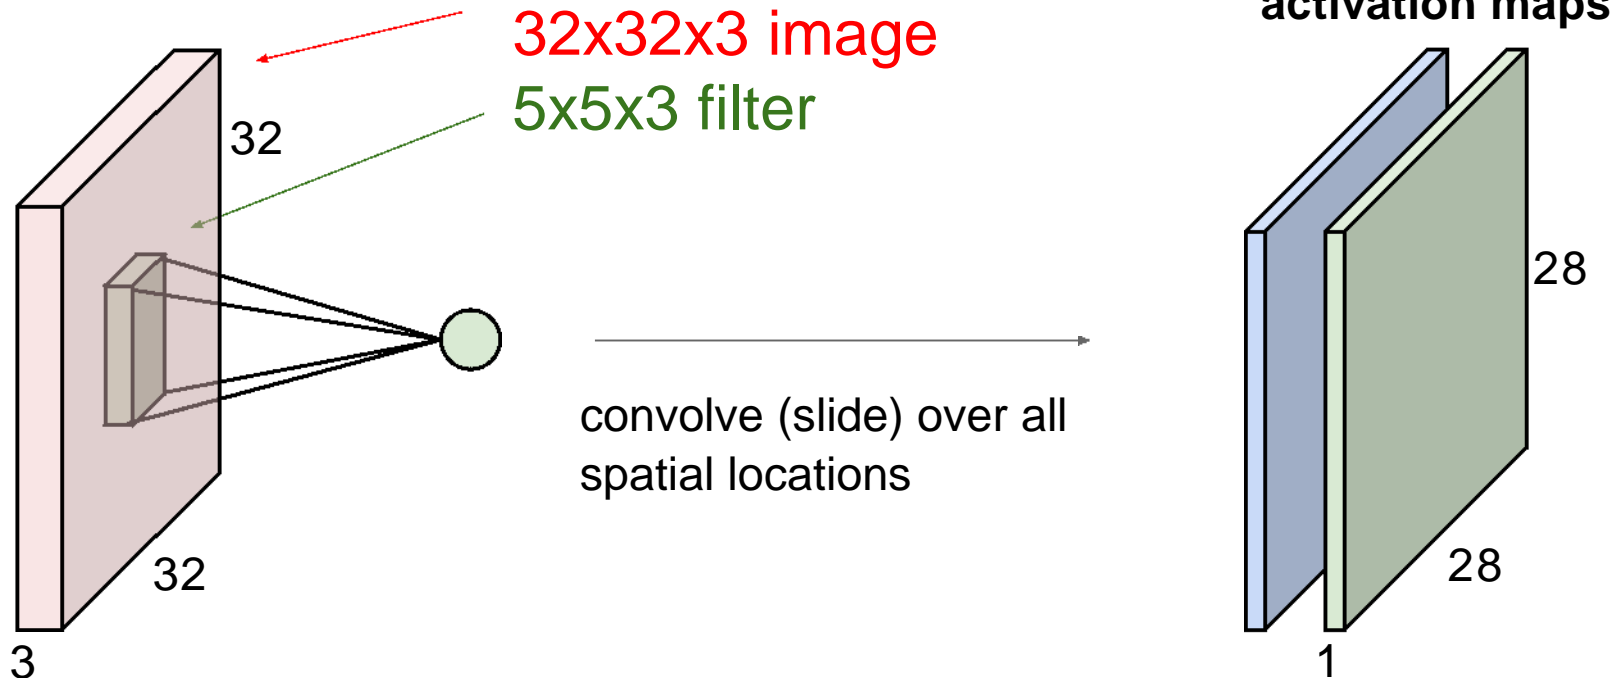 32x32x3 image
5x5x3 filter
activation maps
32
28
convolve (slide) over all
spatial locations
32
28
3
1